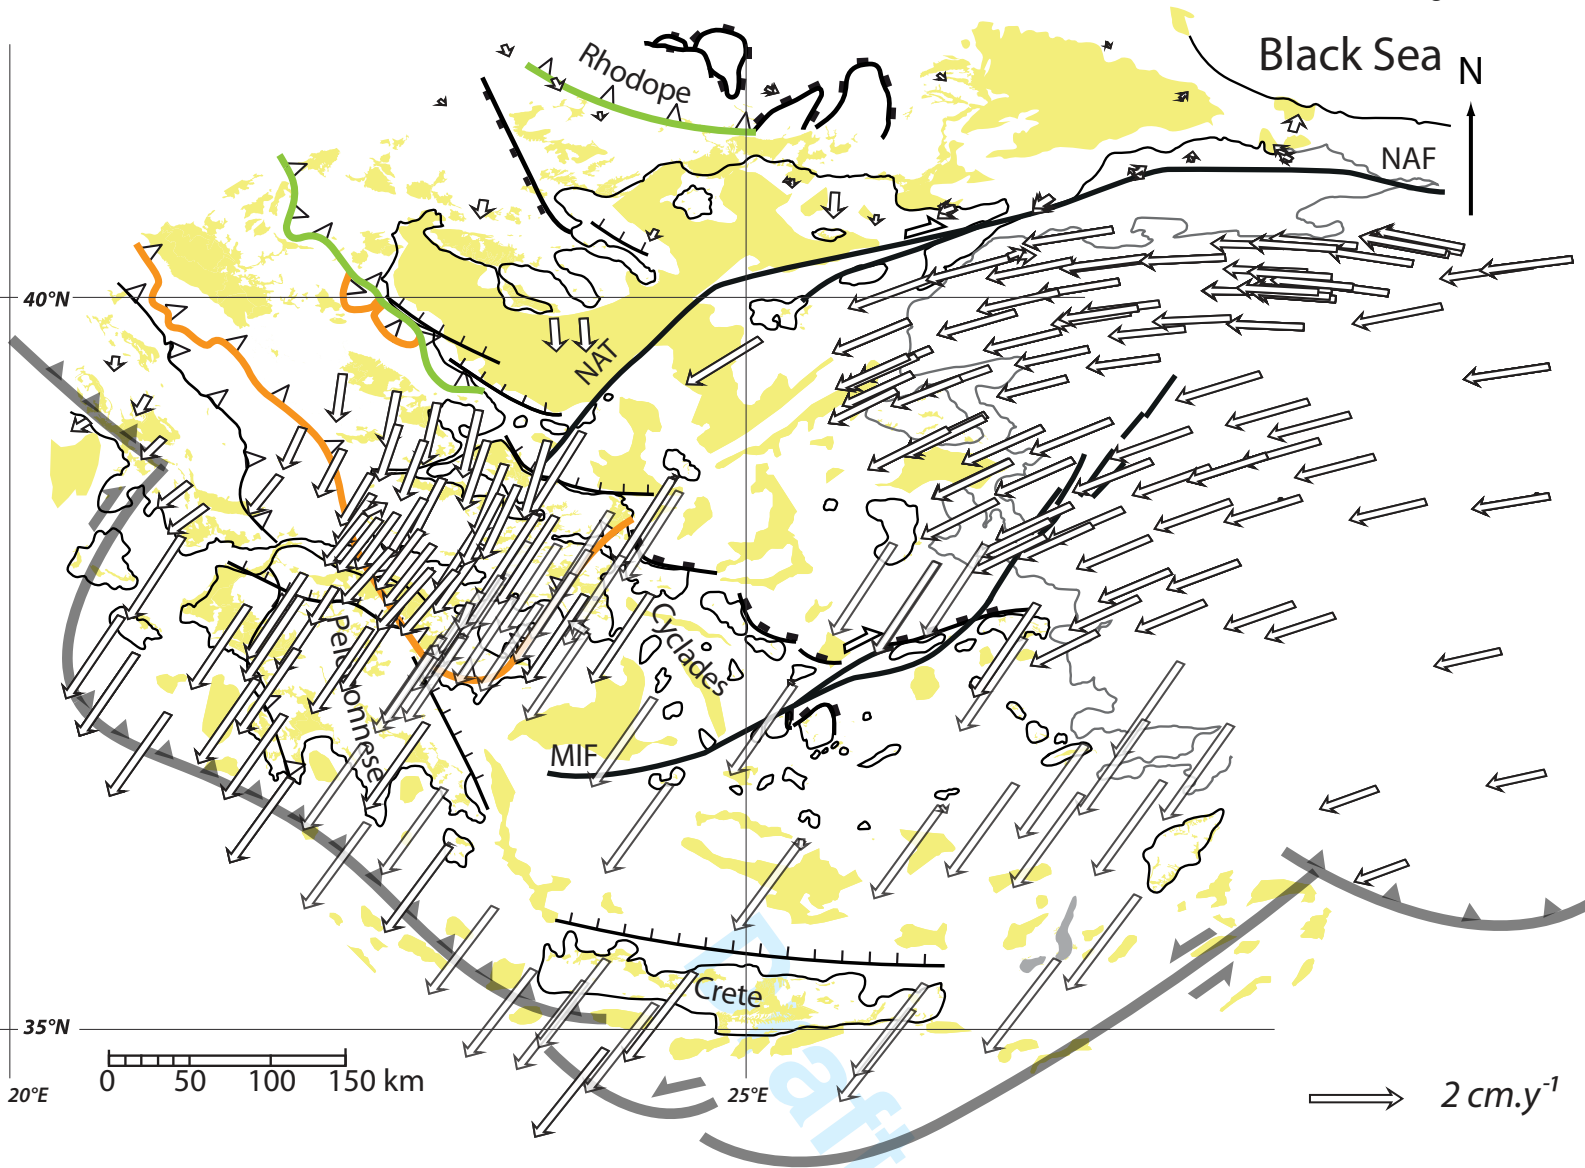 Black Sea
N
Rhodope
NAF
40°N
NAT
Cyclades
Peloponnese
MIF
Crete
35°N
0 50 100 150 km
20°E
25°E
2 cm.y⁻¹
Draft